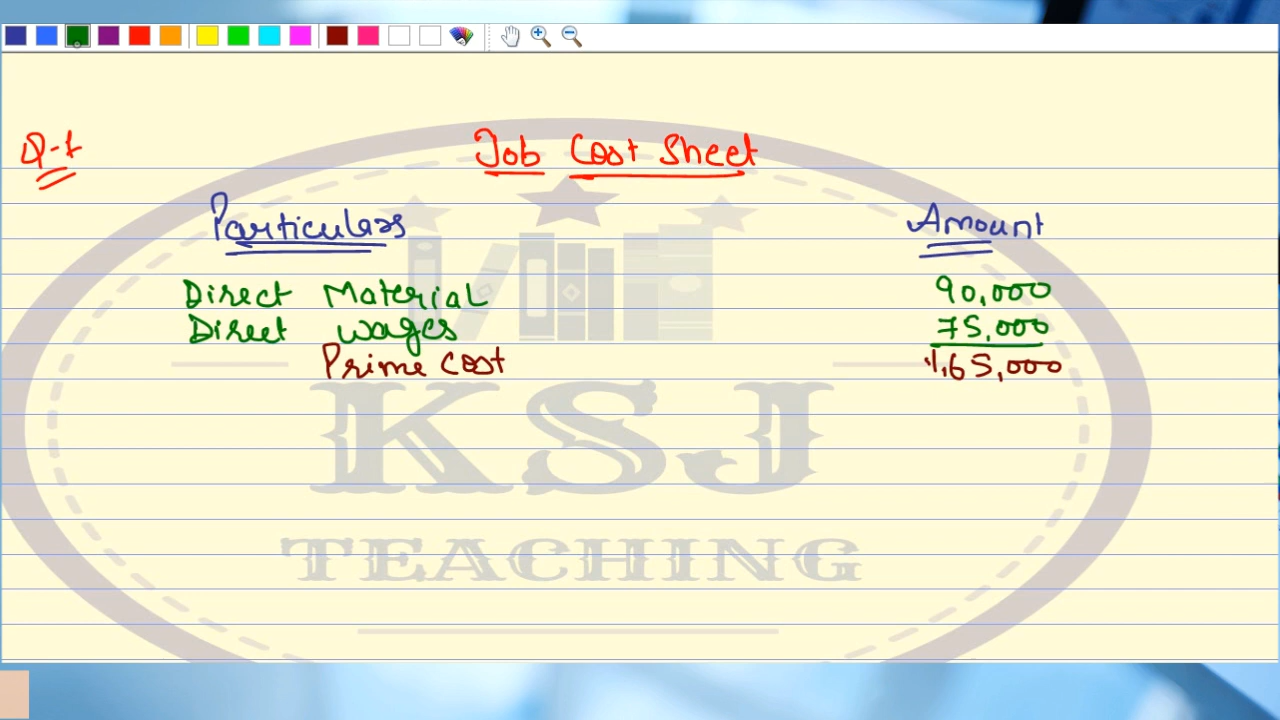 Q-1
Job Cost Sheet
Particulars Amount
Direct Material 90,000
Direct wages 75,000
Prime Cost 1,65,000
KSJ
TEACHING